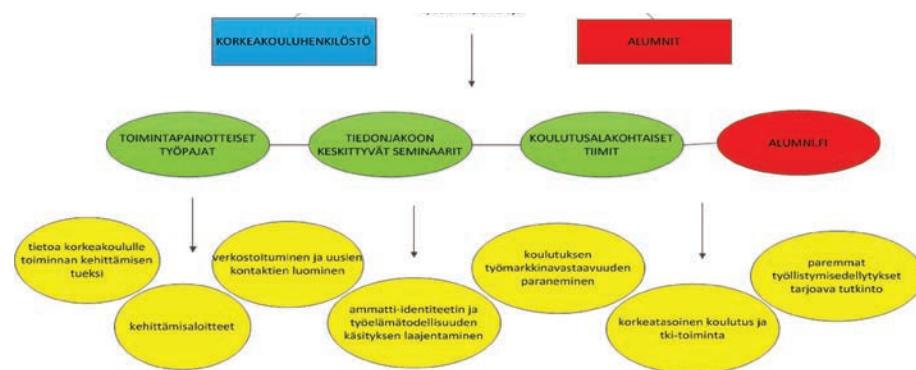 KORKEAKOULUHENKILÖSTÖ
ALUMNIT
TOIMINTAPAINOTTEISET
TYÖPAJAT
TIEDONJAKOON
KESKITTYVÄT SEMINAARIT
KOULUTUSALAKOHTAISET
TIIMIT
ALUMNI.FI
tietoa korkeakoululle
toiminnan kehittämisen
tueksi
verkostoituminen ja uusien
kontaktien luominen
koulutuksen
työmarkkinavastaavuuden
paraneminen
paremmat
työllistymisedellytykset
tarjoava tutkinto
kehittämisaloitteet
ammatti-identiteetin ja
työelämätodellisuuden
käsityksen laajentaminen
korkeatasoinen koulutus ja
tki-toiminta